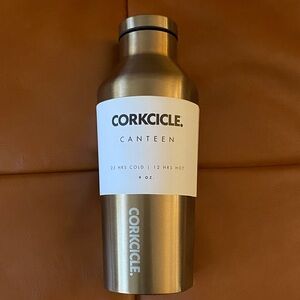 CORKCICLE.
CANTEEN
25 HRS COLD | 12 HRS HOT
9 OZ.
CORKCICLE.